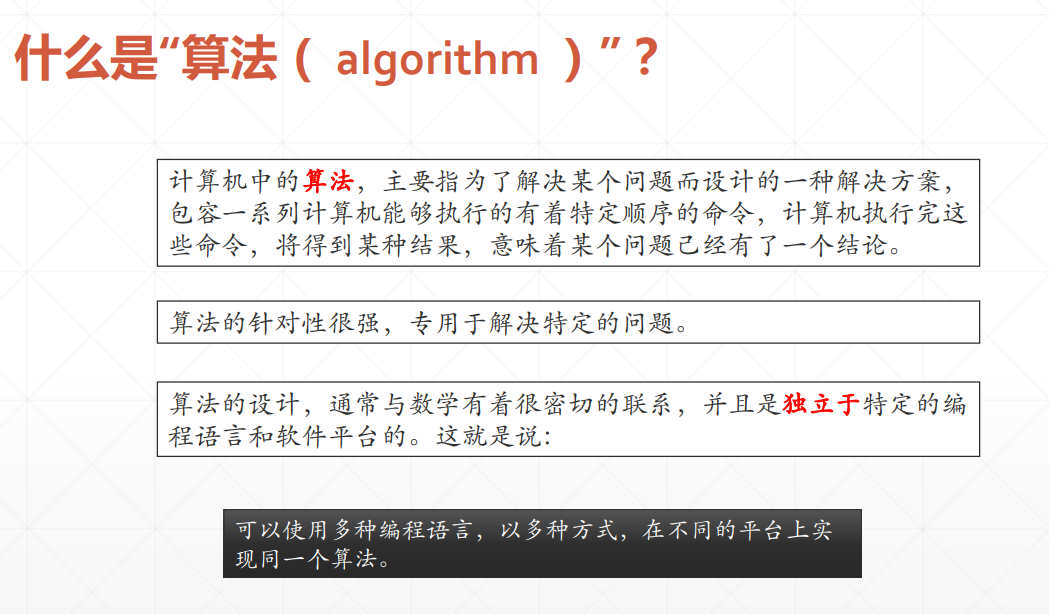 什么是“算法（ algorithm ）”？
计算机中的算法，主要指为了解决某个问题而设计的一种解决方案，
包容一系列计算机能够执行的有着特定顺序的命令，计算机执行完这
些命令，将得到某种结果，意味着某个问题已经有了一个结论。
算法的针对性很强，专用于解决特定的问题。
算法的设计，通常与数学有着很密切的联系，并且是独立于特定的编
程语言和软件平台的。这就是说：
可以使用多种编程语言，以多种方式，在不同的平台上实
现同一个算法。